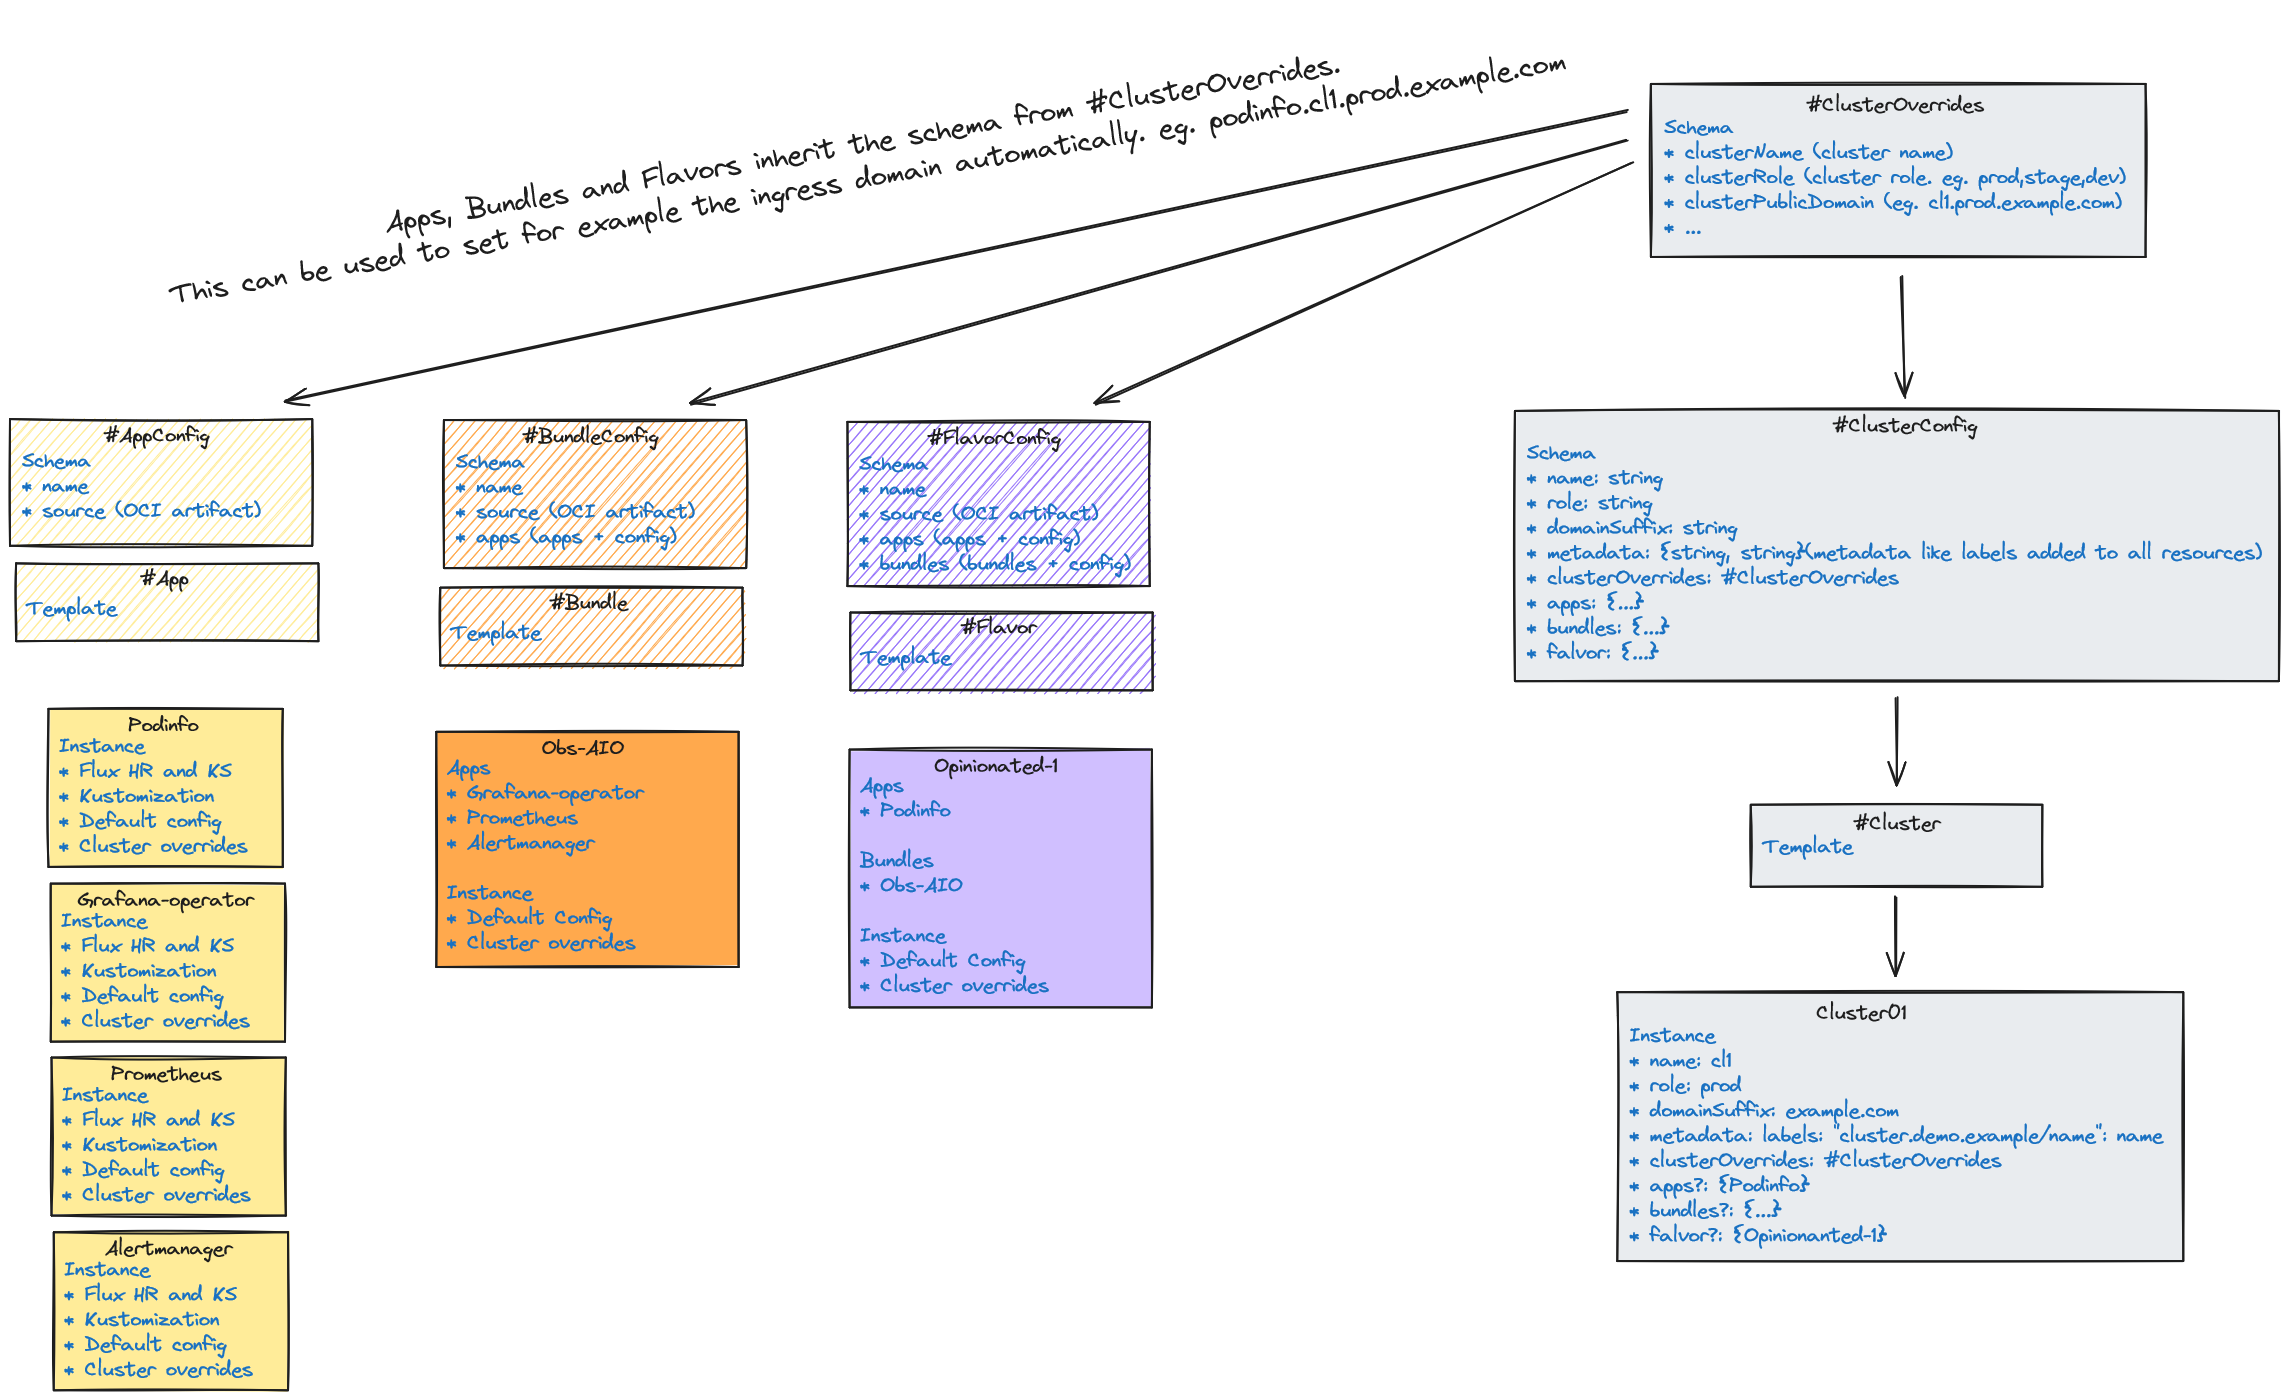 Apps, Bundles and Flavors inherit the schema from #ClusterOverrides.
This can be used to set for example the ingress domain automatically. eg. podinfo.cl1.prod.example.com
#ClusterOverrides
Schema
* clusterName (cluster name)
* clusterRole (cluster role. eg. prod,stage,dev)
* clusterPublicDomain (eg. cl1.prod.example.com)
* ...
#AppConfig
Schema
* name
* source (OCI artifact)
#App
Template
#BundleConfig
Schema
* name
* source (OCI artifact)
* apps (apps + config)
#Bundle
Template
#FlavorConfig
Schema
* name
* source (OCI artifact)
* apps (apps + config)
* bundles (bundles + config)
#Flavor
Template
#ClusterConfig
Schema
* name: string
* role: string
* domainSuffix: string
* metadata: {string, string}(metadata like labels added to all resources)
* clusterOverrides: #ClusterOverrides
* apps: {...}
* bundles: {...}
* falvor: {...}
#Cluster
Template
Podinfo
Instance
* Flux HR and KS
* Kustomization
* Default config
* Cluster overrides
Grafana-operator
Instance
* Flux HR and KS
* Kustomization
* Default config
* Cluster overrides
Prometheus
Instance
* Flux HR and KS
* Kustomization
* Default config
* Cluster overrides
Alertmanager
Instance
* Flux HR and KS
* Kustomization
* Default config
* Cluster overrides
Obs-AIO
Apps
* Grafana-operator
* Prometheus
* Alertmanager
Instance
* Default Config
* Cluster overrides
Opinionated-1
Apps
* Podinfo
Bundles
* Obs-AIO
Instance
* Default Config
* Cluster overrides
Cluster01
Instance
* name: cl1
* role: prod
* domainSuffix: example.com
* metadata: labels: "cluster.demo.example/name": name
* clusterOverrides: #ClusterOverrides
* apps?: {Podinfo}
* bundles?: {...}
* falvor?: {Opinionanted-1}